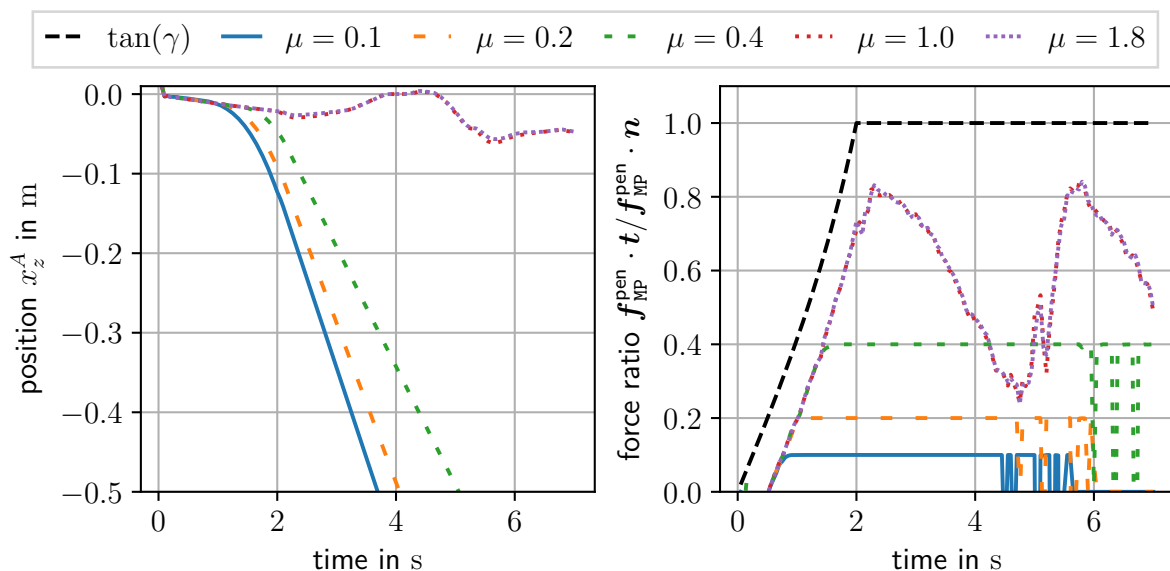 tan(γ) μ = 0.1 μ = 0.2 μ = 0.4 μ = 1.0 μ = 1.8
position x_z^A in m
0.0
−0.1
−0.2
−0.3
−0.4
−0.5
0 2 4 6
time in s
force ratio f_MP^pen · t/f_MP^pen · n
1.0
0.8
0.6
0.4
0.2
0.0
0 2 4 6
time in s